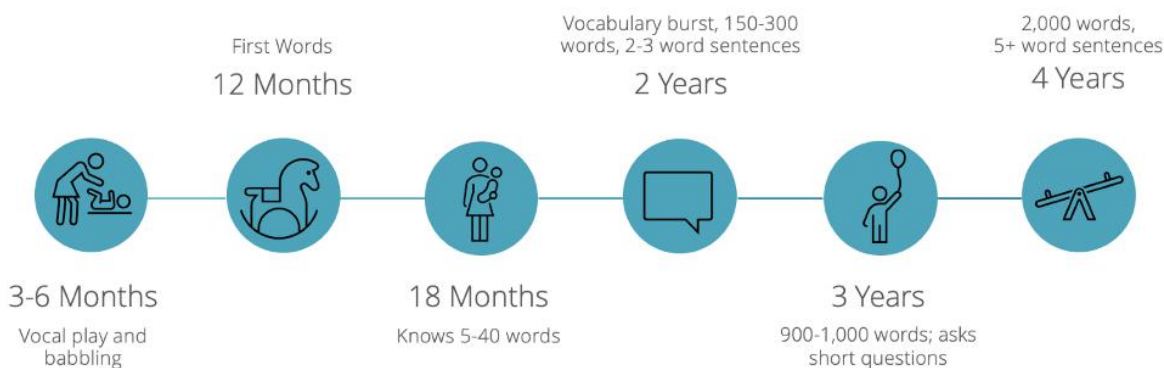 First Words
12 Months
Vocabulary burst, 150-300
words, 2-3 word sentences
2 Years
2,000 words,
5+ word sentences
4 Years
3-6 Months
Vocal play and
babbling
18 Months
Knows 5-40 words
3 Years
900-1,000 words; asks
short questions